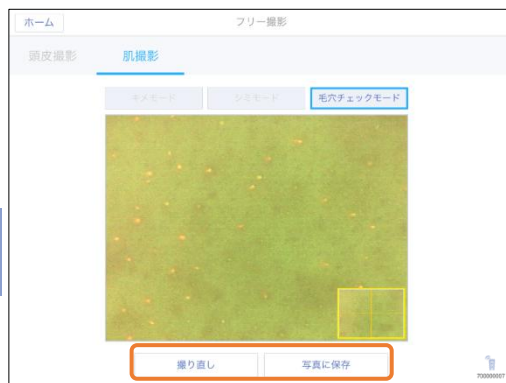 ホーム
フリー撮影
頭皮撮影
肌撮影
キメモード
シミモード
毛穴チェックモード
撮り直し
写真に保存
700000007